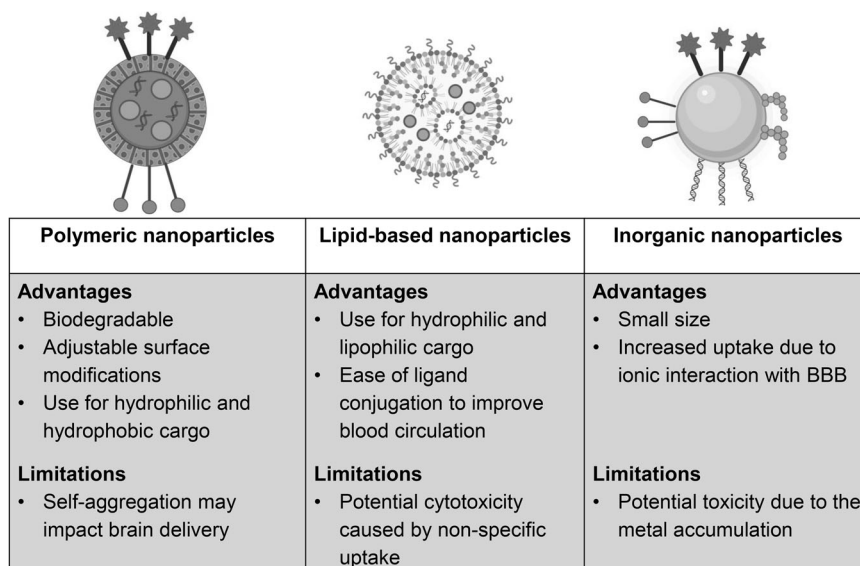 Polymeric nanoparticles
Lipid-based nanoparticles
Inorganic nanoparticles
Advantages
• Biodegradable
• Adjustable surface
modifications
• Use for hydrophilic and
hydrophobic cargo
Limitations
• Self-aggregation may
impact brain delivery
Advantages
• Use for hydrophilic and
lipophilic cargo
• Ease of ligand
conjugation to improve
blood circulation
Limitations
• Potential cytotoxicity
caused by non-specific
uptake
Advantages
• Small size
• Increased uptake due to
ionic interaction with BBB
Limitations
• Potential toxicity due to the
metal accumulation